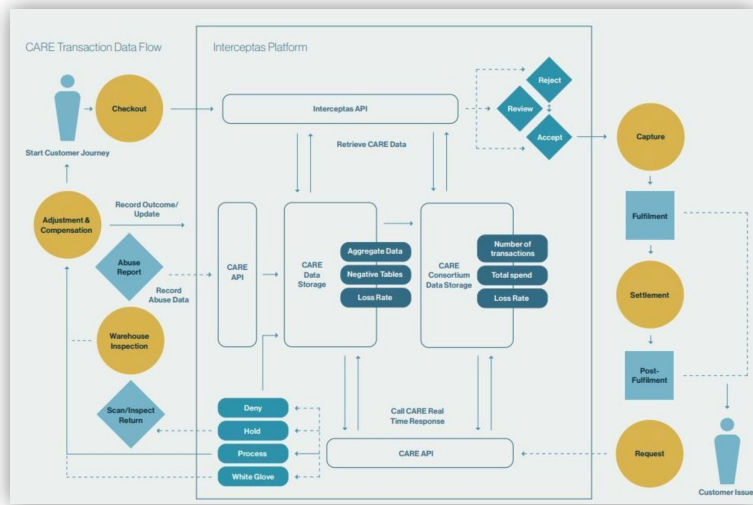 CARE Transaction Data Flow
Interceptas Platform
Checkout
Start Customer Journey
Interceptas API
Reject
Review
Accept
Retrieve CARE Data
Capture
Adjustment &
Compensation
Record Outcome/
Update
Abuse
Report
Record
Abuse Data
CARE
API
CARE
Data
Storage
Aggregate Data
Negative Tables
Loss Rate
CARE
Consortium
Data Storage
Number of
transactions
Total spend
Loss Rate
Fulfilment
Settlement
Warehouse
Inspection
Post-
Fulfilment
Scan/Inspect
Return
Deny
Hold
Process
White Glove
Call CARE Real
Time Response
CARE API
Request
Customer Issue